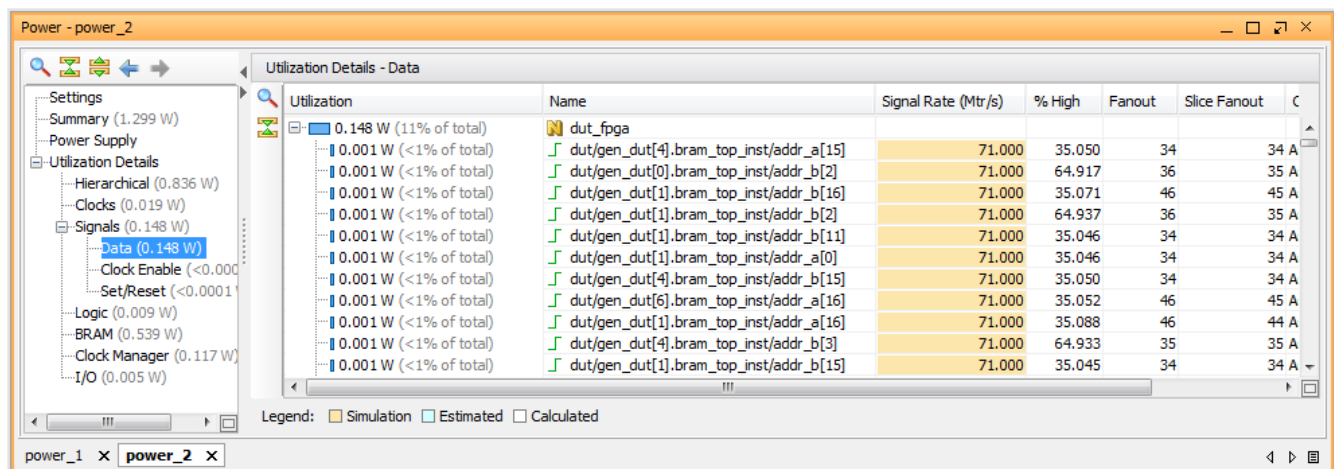 Power - power_2
Utilization Details - Data
Settings
Summary (1.299 W)
Power Supply
Utilization Details
Hierarchical (0.836 W)
Clocks (0.019 W)
Signals (0.148 W)
Data (0.148 W)
Clock Enable (<0.000
Set/Reset (<0.0001
Logic (0.009 W)
BRAM (0.539 W)
Clock Manager (0.117 W)
I/O (0.005 W)
Utilization Name Signal Rate (Mtr/s) % High Fanout Slice Fanout C
0.148 W (11% of total) dut_fpga
0.001 W (<1% of total) dut/gen_dut[4].bram_top_inst/addr_a[15] 71.000 35.050 34 34 A
0.001 W (<1% of total) dut/gen_dut[0].bram_top_inst/addr_b[2] 71.000 64.917 36 35 A
0.001 W (<1% of total) dut/gen_dut[1].bram_top_inst/addr_b[16] 71.000 35.071 46 45 A
0.001 W (<1% of total) dut/gen_dut[1].bram_top_inst/addr_b[2] 71.000 64.937 36 35 A
0.001 W (<1% of total) dut/gen_dut[1].bram_top_inst/addr_b[11] 71.000 35.046 34 34 A
0.001 W (<1% of total) dut/gen_dut[1].bram_top_inst/addr_a[0] 71.000 35.046 34 34 A
0.001 W (<1% of total) dut/gen_dut[4].bram_top_inst/addr_b[15] 71.000 35.050 34 34 A
0.001 W (<1% of total) dut/gen_dut[6].bram_top_inst/addr_a[16] 71.000 35.052 46 45 A
0.001 W (<1% of total) dut/gen_dut[1].bram_top_inst/addr_a[16] 71.000 35.088 46 44 A
0.001 W (<1% of total) dut/gen_dut[4].bram_top_inst/addr_b[3] 71.000 64.933 35 35 A
0.001 W (<1% of total) dut/gen_dut[1].bram_top_inst/addr_b[15] 71.000 35.045 34 34 A
Legend: Simulation Estimated Calculated
power_1 power_2